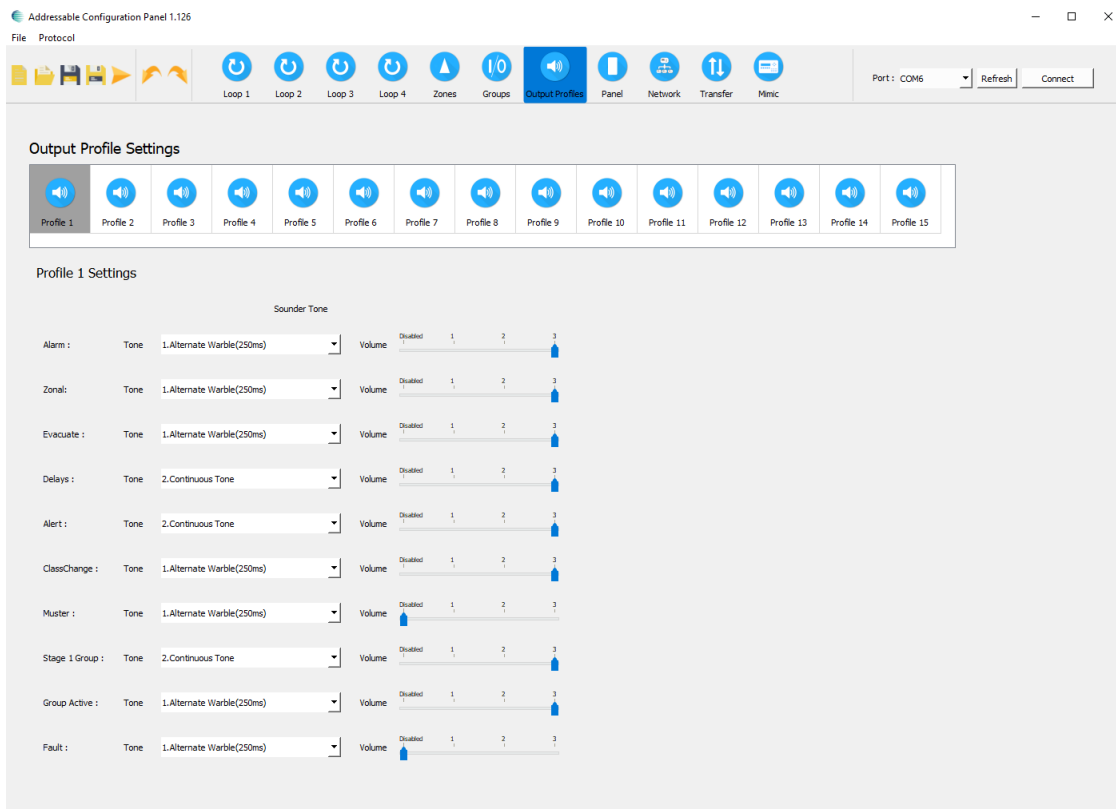 Addressable Configuration Panel 1.126
File Protocol
Loop 1 Loop 2 Loop 3 Loop 4 Zones I/O Groups Output Profiles Panel Network Transfer Mimic Port : COM6 Refresh Connect
Output Profile Settings
Profile 1 Profile 2 Profile 3 Profile 4 Profile 5 Profile 6 Profile 7 Profile 8 Profile 9 Profile 10 Profile 11 Profile 12 Profile 13 Profile 14 Profile 15
Profile 1 Settings
Sounder Tone
Alarm : Tone 1.Alternate Warble(250ms) Volume Disabled 1 2 3
Zonal: Tone 1.Alternate Warble(250ms) Volume Disabled 1 2 3
Evacuate : Tone 1.Alternate Warble(250ms) Volume Disabled 1 2 3
Delays : Tone 2.Continuous Tone Volume Disabled 1 2 3
Alert : Tone 2.Continuous Tone Volume Disabled 1 2 3
ClassChange : Tone 1.Alternate Warble(250ms) Volume Disabled 1 2 3
Muster : Tone 1.Alternate Warble(250ms) Volume Disabled 1 2 3
Stage 1 Group : Tone 2.Continuous Tone Volume Disabled 1 2 3
Group Active : Tone 1.Alternate Warble(250ms) Volume Disabled 1 2 3
Fault : Tone 1.Alternate Warble(250ms) Volume Disabled 1 2 3